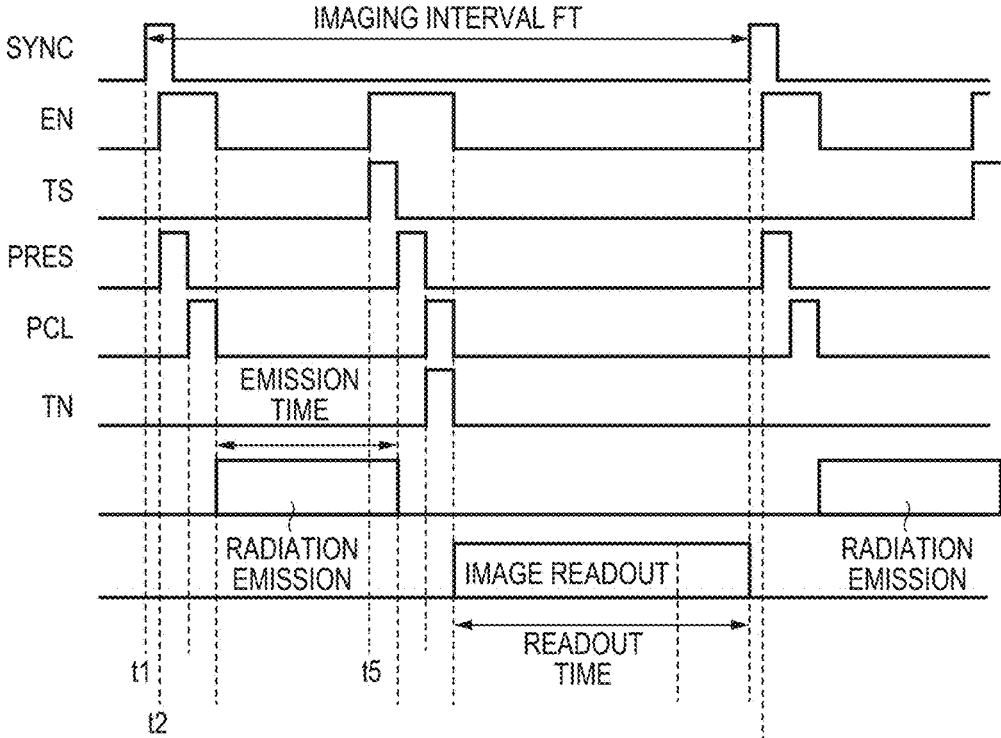 IMAGING INTERVAL FT
SYNC
EN
TS
PRES
PCL
TN
EMISSION
TIME
RADIATION
EMISSION
IMAGE READOUT
RADIATION
EMISSION
READOUT
TIME
t1
t5
t2